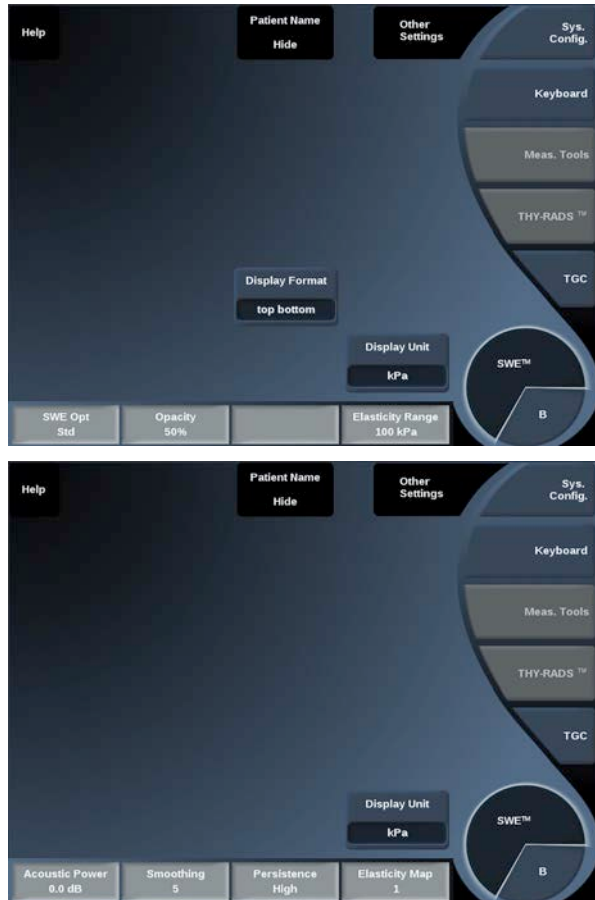 Help
Patient Name
Hide
Other
Settings
Sys.
Config.
Keyboard
Meas. Tools
THY-RADS ™
TGC
Display Format
top bottom
Display Unit
kPa
SWE™
B
SWE Opt
Std
Opacity
50%
Elasticity Range
100 kPa
Help
Patient Name
Hide
Other
Settings
Sys.
Config.
Keyboard
Meas. Tools
THY-RADS ™
TGC
Display Unit
kPa
SWE™
B
Acoustic Power
0.0 dB
Smoothing
5
Persistence
High
Elasticity Map
1